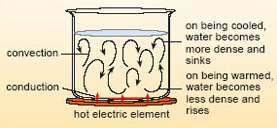 convection
conduction
on being cooled,
water becomes
more dense and
sinks
on being warmed,
water becomes
less dense and
rises
hot electric element